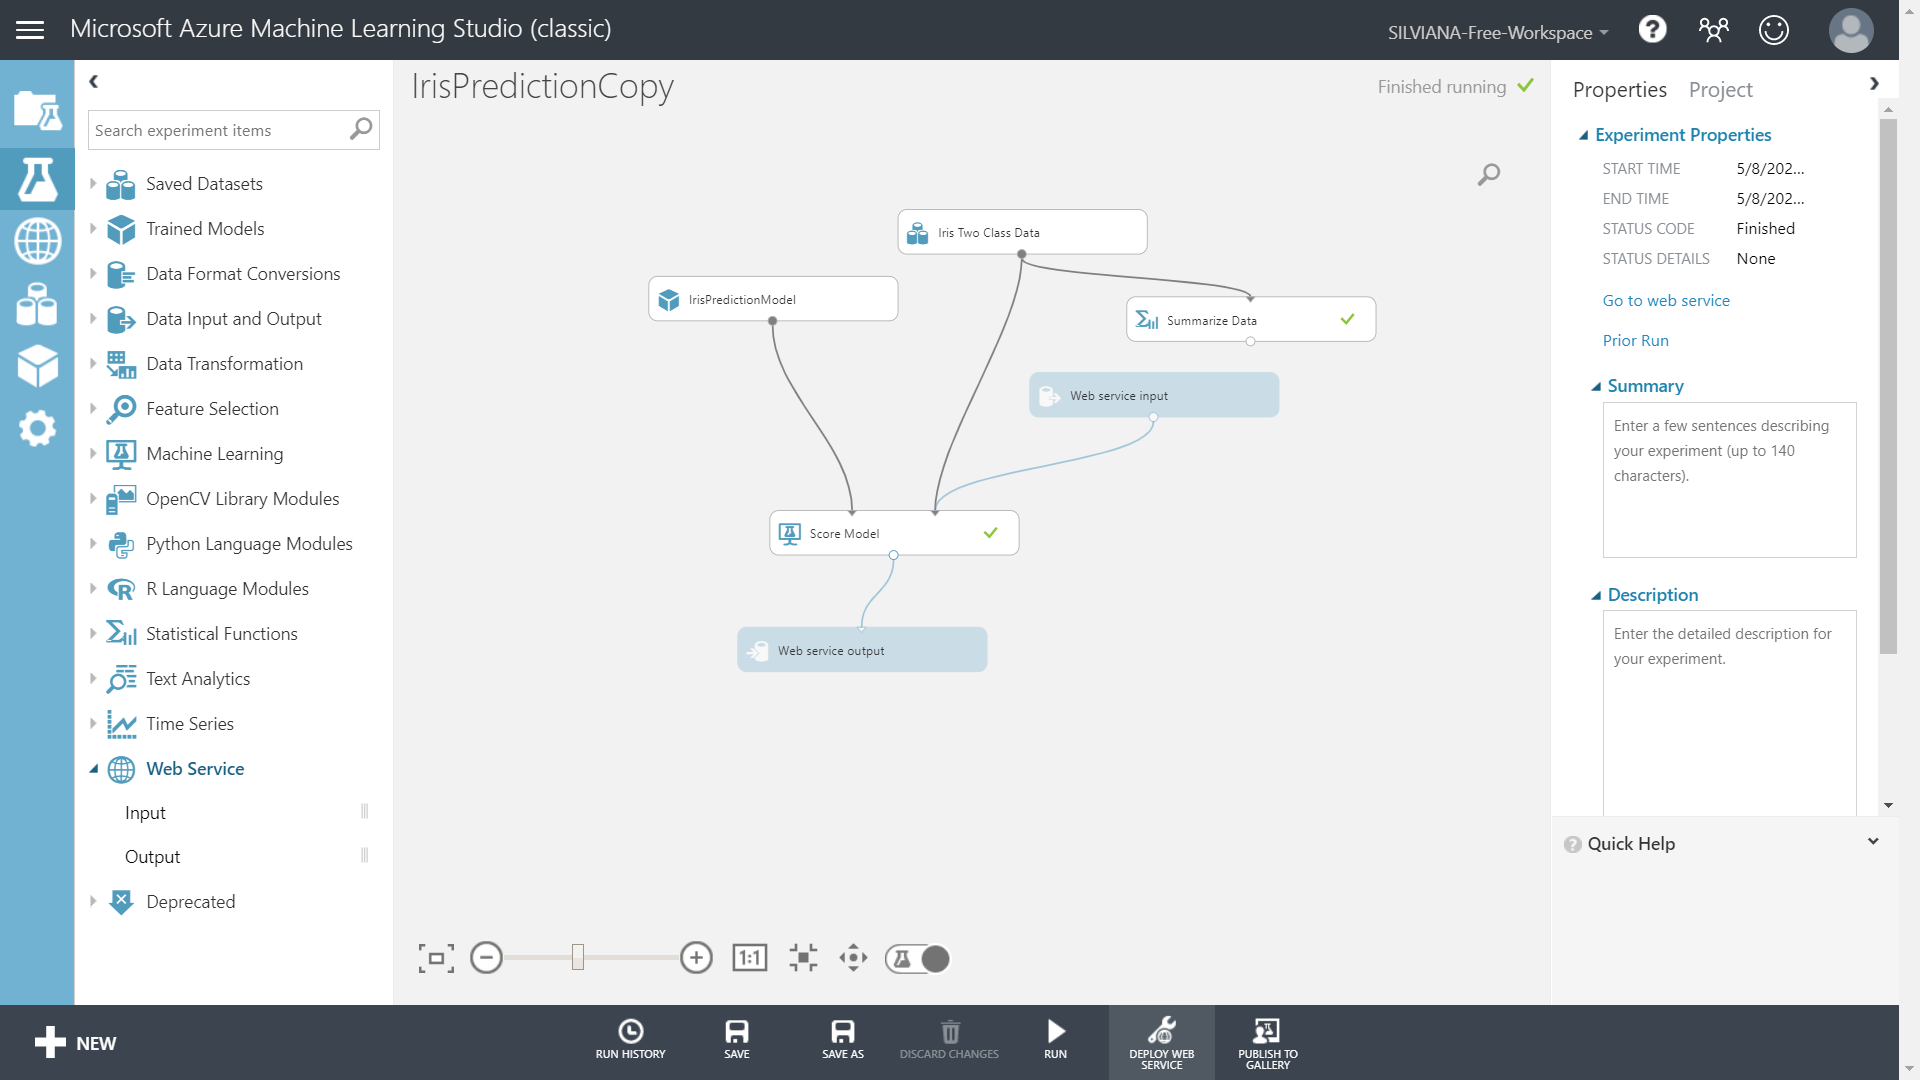 Microsoft Azure Machine Learning Studio (classic)
SILVIANA-Free-Workspace
?
Search experiment items
Saved Datasets
Trained Models
Data Format Conversions
Data Input and Output
Data Transformation
Feature Selection
Machine Learning
OpenCV Library Modules
Python Language Modules
R Language Modules
Statistical Functions
Text Analytics
Time Series
Web Service
Input
Output
Deprecated
IrisPredictionCopy
Finished running
Iris Two Class Data
IrisPredictionModel
Summarize Data
Web service input
Score Model
Web service output
1:1
Properties
Project
Experiment Properties
START TIME 5/8/202...
END TIME 5/8/202...
STATUS CODE Finished
STATUS DETAILS None
Go to web service
Prior Run
Summary
Enter a few sentences describing
your experiment (up to 140
characters).
Description
Enter the detailed description for
your experiment.
? Quick Help
NEW
RUN HISTORY
SAVE
SAVE AS
DISCARD CHANGES
RUN
DEPLOY WEB
SERVICE
PUBLISH TO
GALLERY